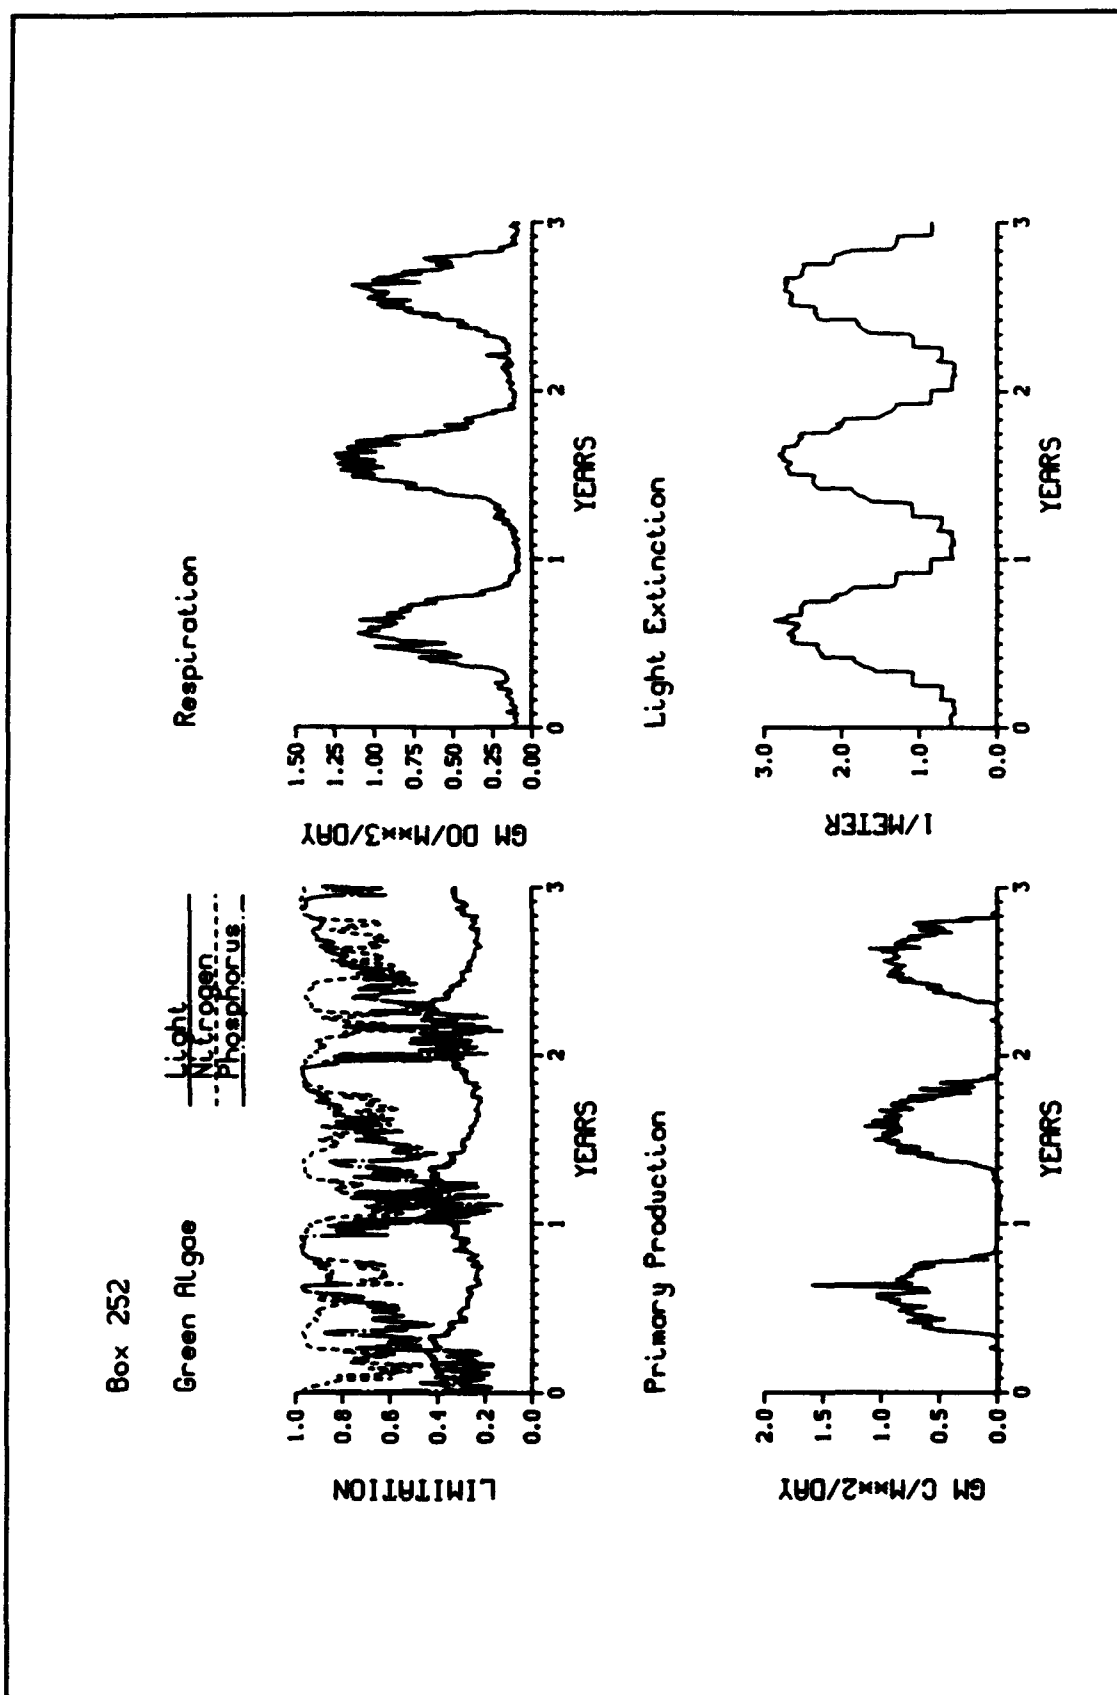 Box 252
Green Algae
Light
Nitrogen
Phosphorus
LIMITATION
1.0
0.8
0.6
0.4
0.2
0.0
0
1
2
3
YEARS
Respiration
GM DO/M**3/DAY
1.50
1.25
1.00
0.75
0.50
0.25
0.00
0
1
2
3
YEARS
Primary Production
GM C/M**2/DAY
2.0
1.5
1.0
0.5
0.0
0
1
2
3
YEARS
Light Extinction
1/METER
3.0
2.0
1.0
0.0
0
1
2
3
YEARS